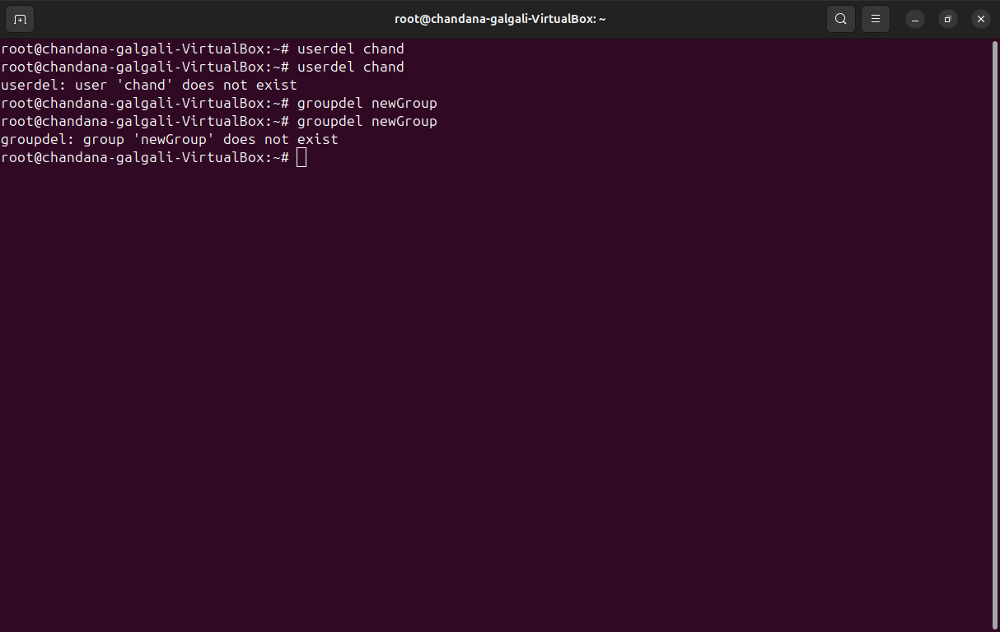 root@chandana-galgali-VirtualBox: ~
root@chandana-galgali-VirtualBox:~# userdel chand
root@chandana-galgali-VirtualBox:~# userdel chand
userdel: user 'chand' does not exist
root@chandana-galgali-VirtualBox:~# groupdel newGroup
root@chandana-galgali-VirtualBox:~# groupdel newGroup
groupdel: group 'newGroup' does not exist
root@chandana-galgali-VirtualBox:~#